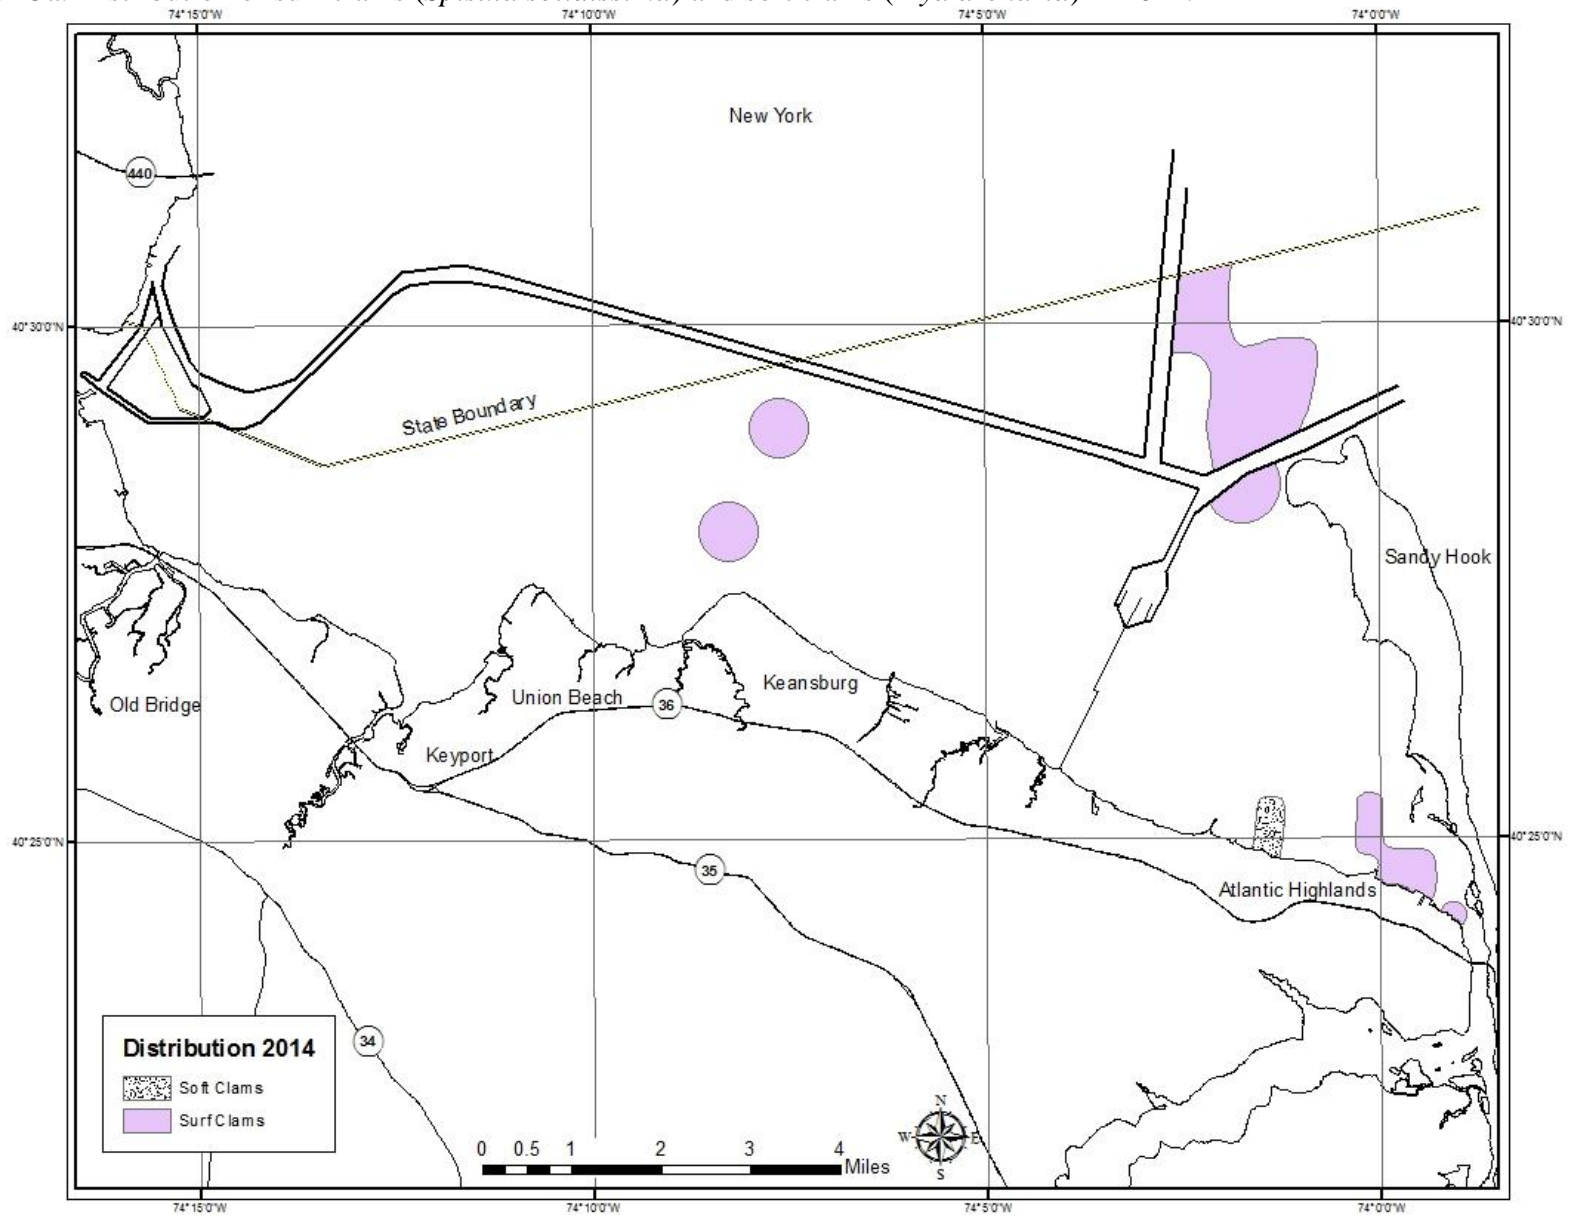 74°15'0"W 74°10'0"W 74°5'0"W 74°0'0"W
New York
440
40°30'0"N 40°30'0"N
State Boundary
Sandy Hook
Old Bridge
Union Beach
36
Keansburg
Keyport
40°25'0"N 40°25'0"N
35
Atlantic Highlands
34
Distribution 2014
Soft Clams
Surf Clams
N
W E
S
0 0.5 1 2 3 4
Miles
74°15'0"W 74°10'0"W 74°5'0"W 74°0'0"W